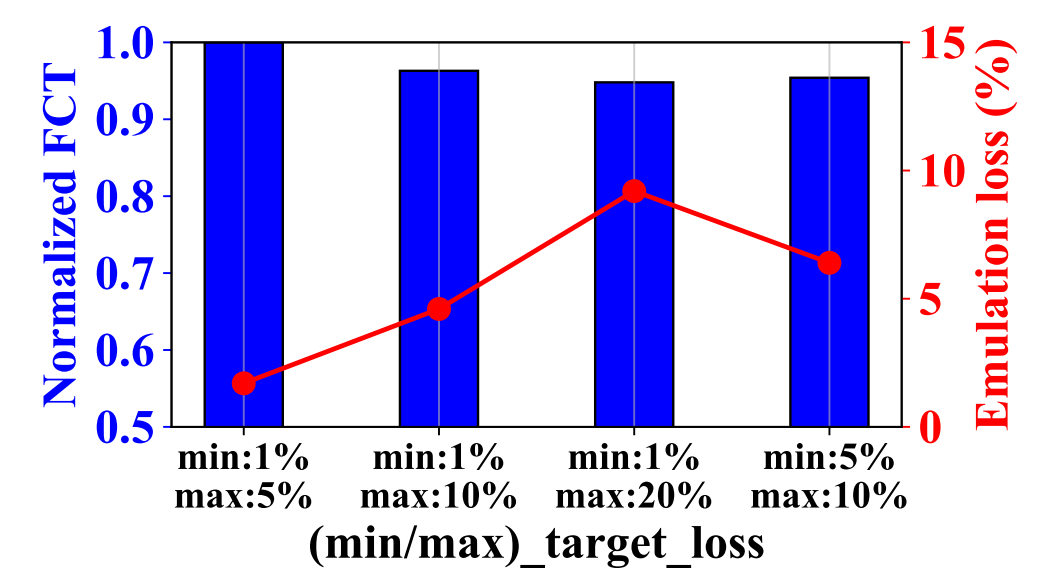 Normalized FCT
1.0
0.9
0.8
0.7
0.6
0.5
15
10
5
0
Emulation loss (%)
min:1%
max:5%
min:1%
max:10%
min:1%
max:20%
min:5%
max:10%
(min/max)_target_loss